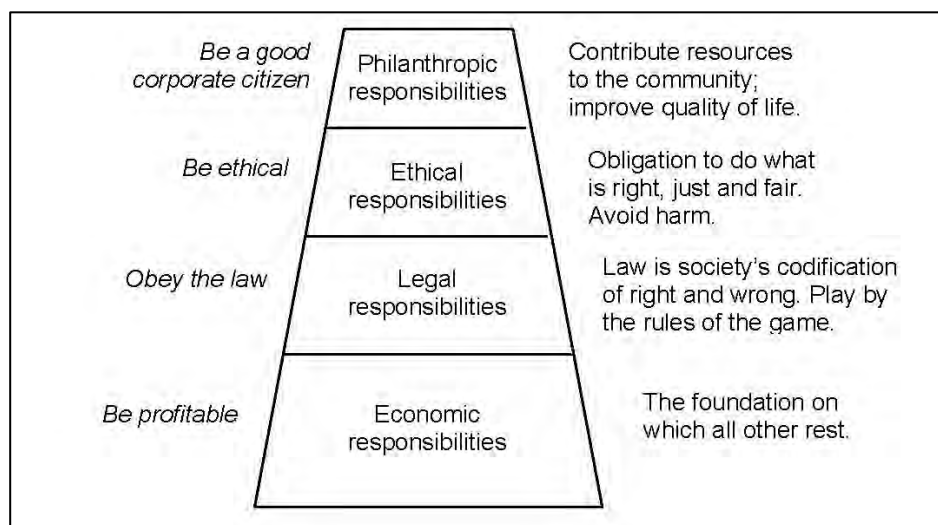 Be a good
corporate citizen
Philanthropic
responsibilities
Contribute resources
to the community;
improve quality of life.
Be ethical
Ethical
responsibilities
Obligation to do what
is right, just and fair.
Avoid harm.
Obey the law
Legal
responsibilities
Law is society's codification
of right and wrong. Play by
the rules of the game.
Be profitable
Economic
responsibilities
The foundation on
which all other rest.